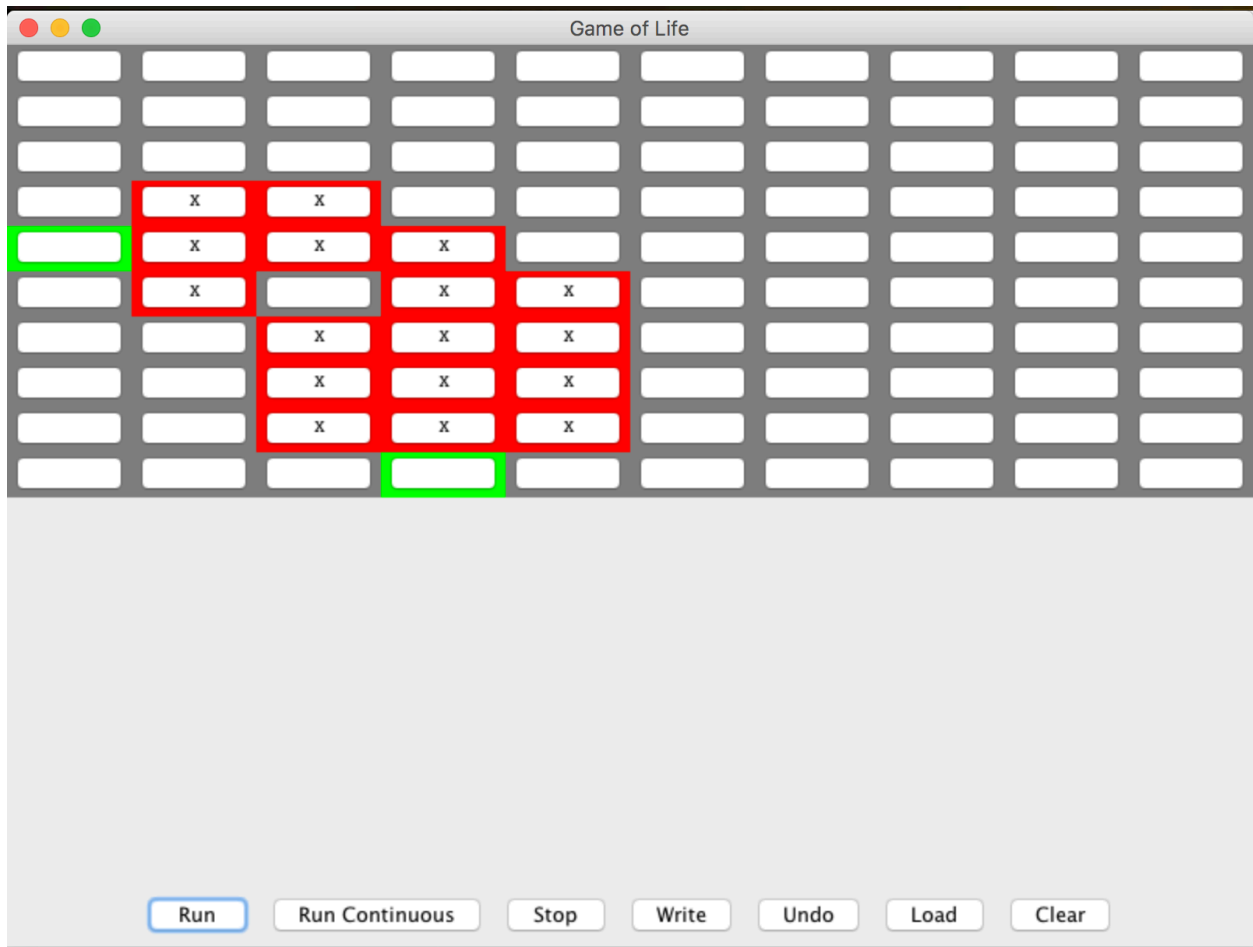 Game of Life
X X
X X X
X X X
X X X
X X X
X X X
Run Run Continuous Stop Write Undo Load Clear